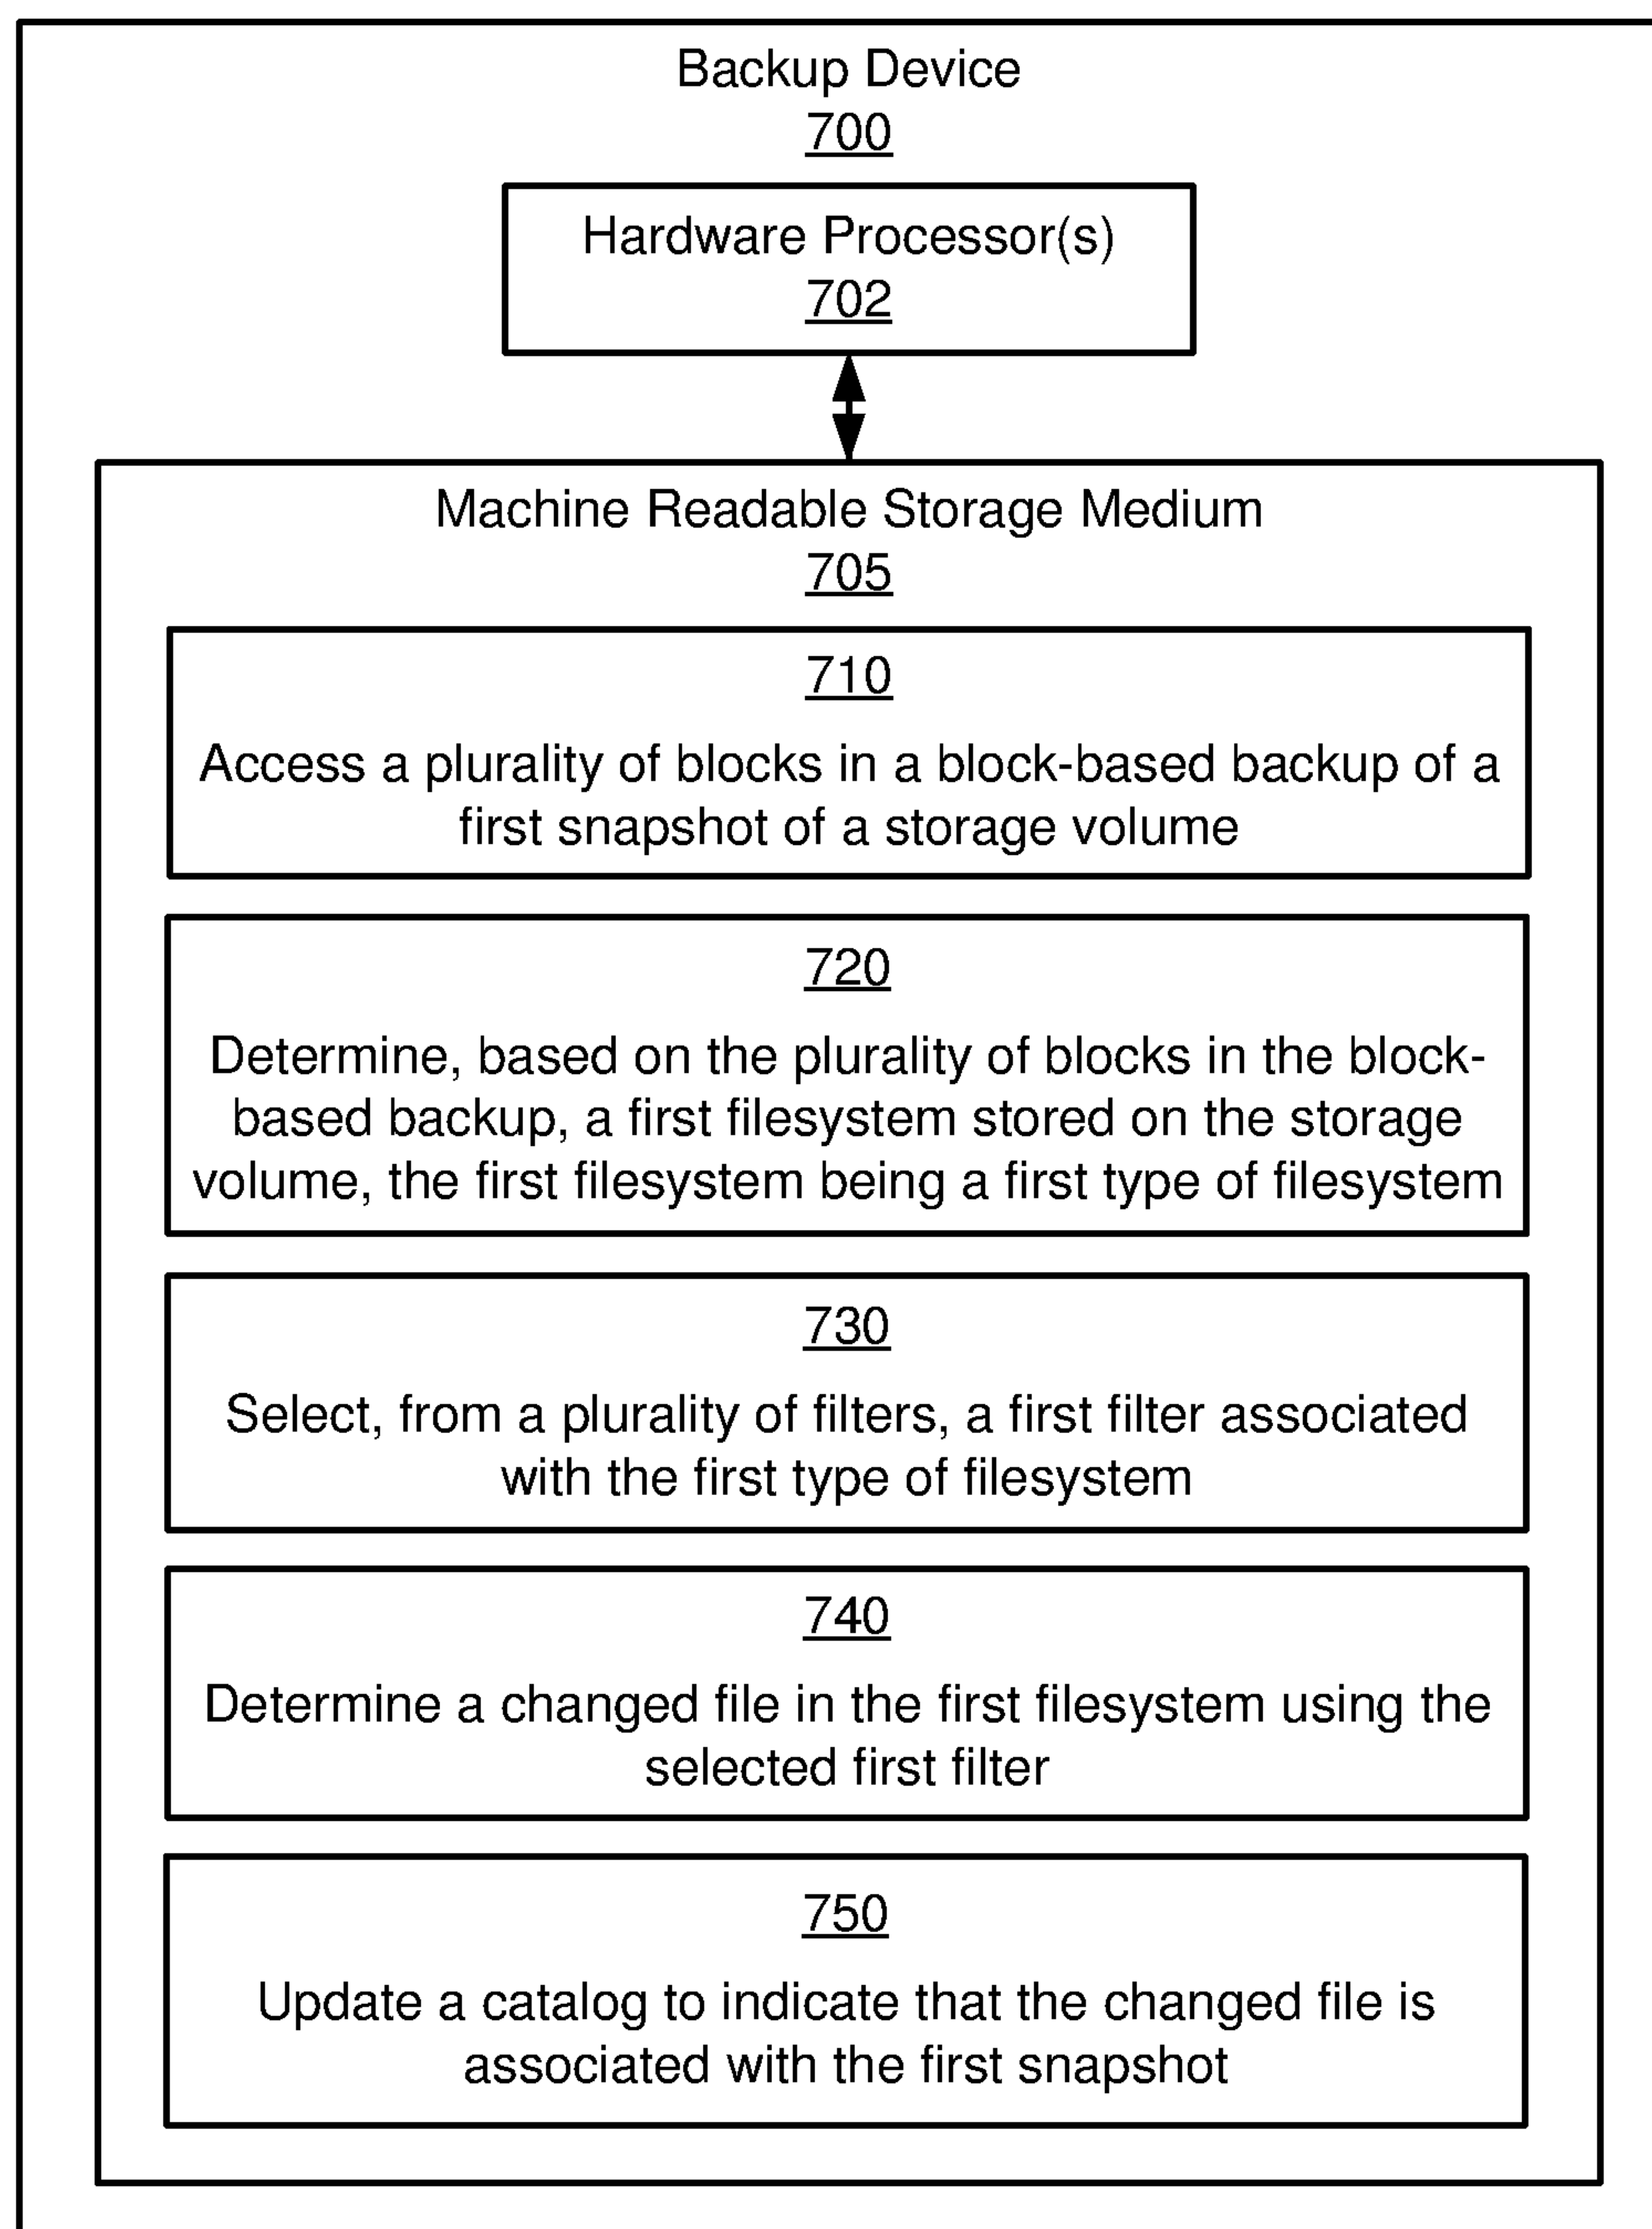 Backup Device
700
Hardware Processor(s)
702
Machine Readable Storage Medium
705
710
Access a plurality of blocks in a block-based backup of a
first snapshot of a storage volume
720
Determine, based on the plurality of blocks in the block-
based backup, a first filesystem stored on the storage
volume, the first filesystem being a first type of filesystem
730
Select, from a plurality of filters, a first filter associated
with the first type of filesystem
740
Determine a changed file in the first filesystem using the
selected first filter
750
Update a catalog to indicate that the changed file is
associated with the first snapshot